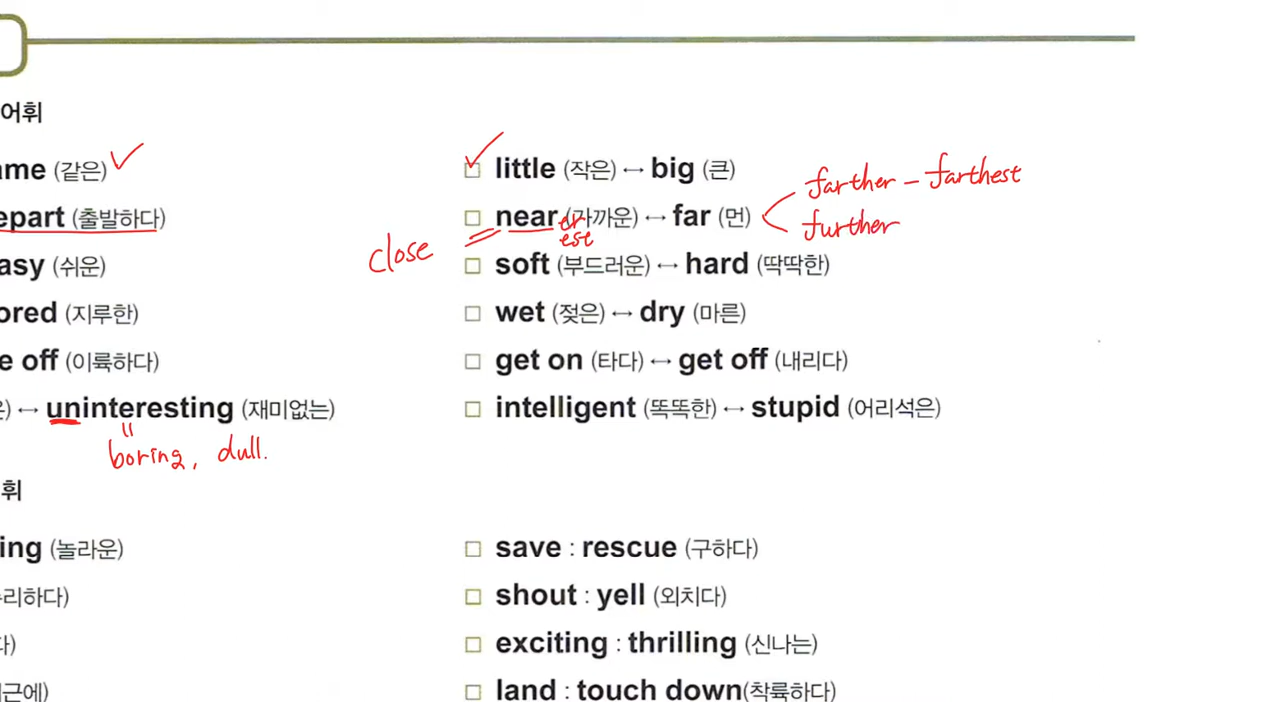 어휘
ame (같은) ✓
epart (출발하다)
asy (쉬운)
ored (지루한)
e off (이륙하다)
) ↔ uninteresting (재미없는)
"
boring, dull.
✓ □ little (작은) ↔ big (큰)
□ near (가까운) ↔ far (먼)
er
est
close =
farther – farthest
further
□ soft (부드러운) ↔ hard (딱딱한)
□ wet (젖은) ↔ dry (마른)
□ get on (타다) ↔ get off (내리다)
□ intelligent (똑똑한) ↔ stupid (어리석은)
휘
ing (놀라운)
리하다)
다)
근에)
□ save : rescue (구하다)
□ shout : yell (외치다)
□ exciting : thrilling (신나는)
□ land : touch down(착륙하다)